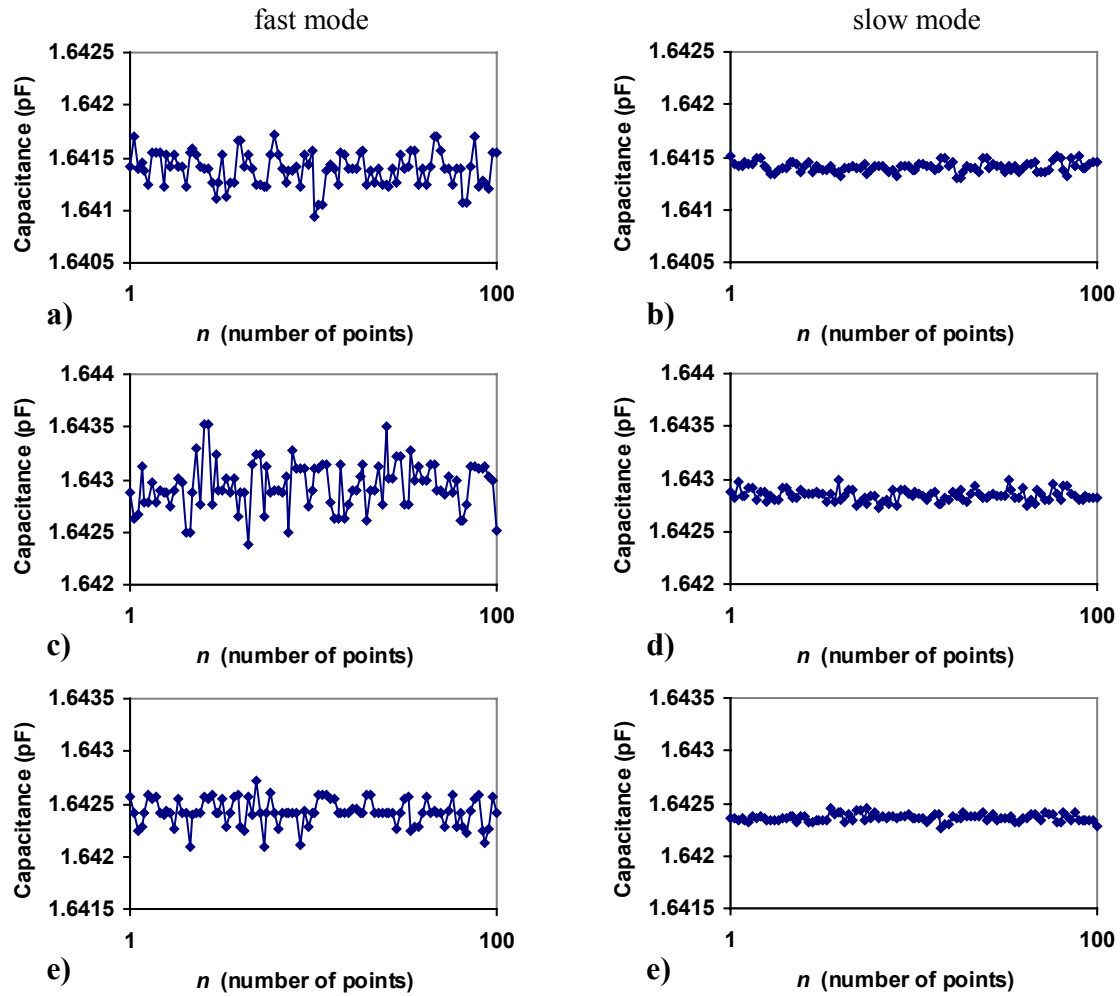 fast mode
slow mode
Capacitance (pF)
1.6425
1.642
1.6415
1.641
1.6405
1
100
a)
n (number of points)
Capacitance (pF)
1.6425
1.642
1.6415
1.641
1.6405
1
100
b)
n (number of points)
Capacitance (pF)
1.644
1.6435
1.643
1.6425
1.642
1
100
c)
n (number of points)
Capacitance (pF)
1.644
1.6435
1.643
1.6425
1.642
1
100
d)
n (number of points)
Capacitance (pF)
1.6435
1.643
1.6425
1.642
1.6415
1
100
e)
n (number of points)
Capacitance (pF)
1.6435
1.643
1.6425
1.642
1.6415
1
100
e)
n (number of points)